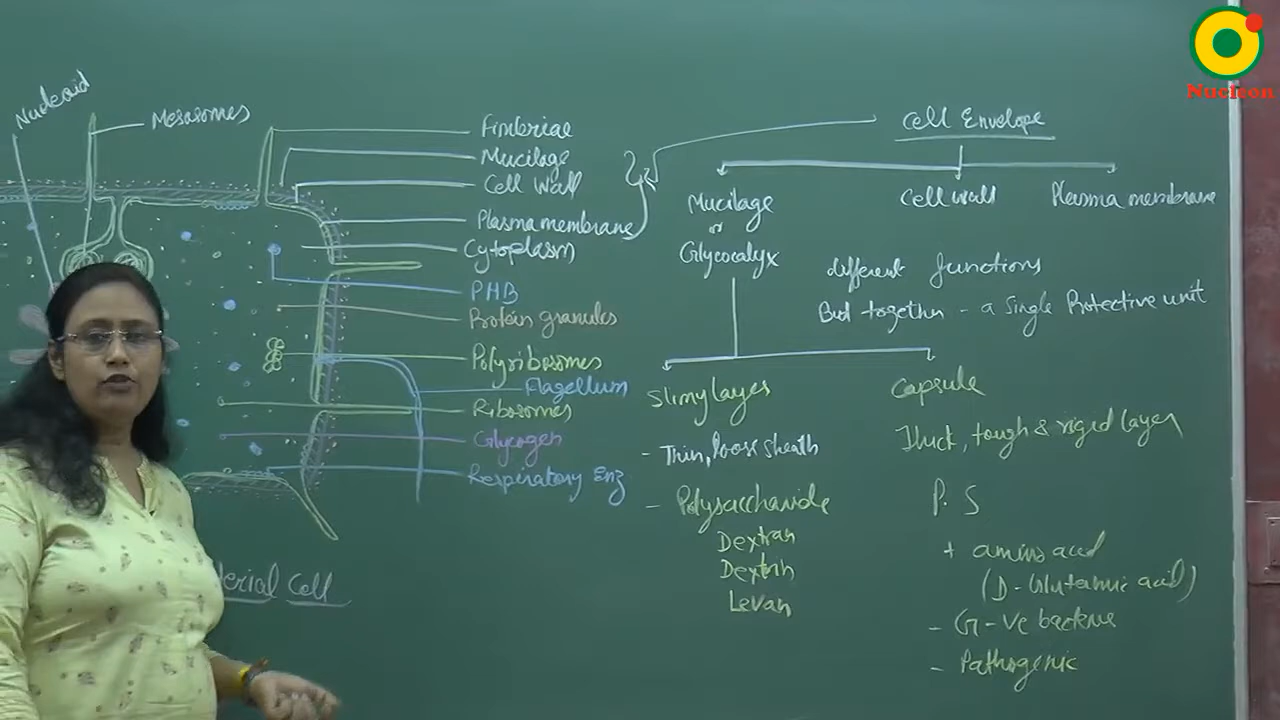 Nucleon
Nucleoid
Mesosomes
Fimbriae
Mucilage
Cell Wall
Plasma membrane
Cytoplasm
PHB
Protein granules
Polyribosomes
Flagellum
Ribosomes
Glycogen
Respiratory Enz
terial Cell
Cell Envelope
Mucilage
or
Glycocalyx
Cell wall
Plasma membrane
different functions
But together - a Single Protective unit
Slimy layer
- Thin, loose sheath
- Polysaccharide
Dextran
Dextrin
Levan
Capsule
Thick, tough & rigid layer
P. S
+ amino acid
(D- Glutamic acid)
- G-ve bacteria
- Pathogenic